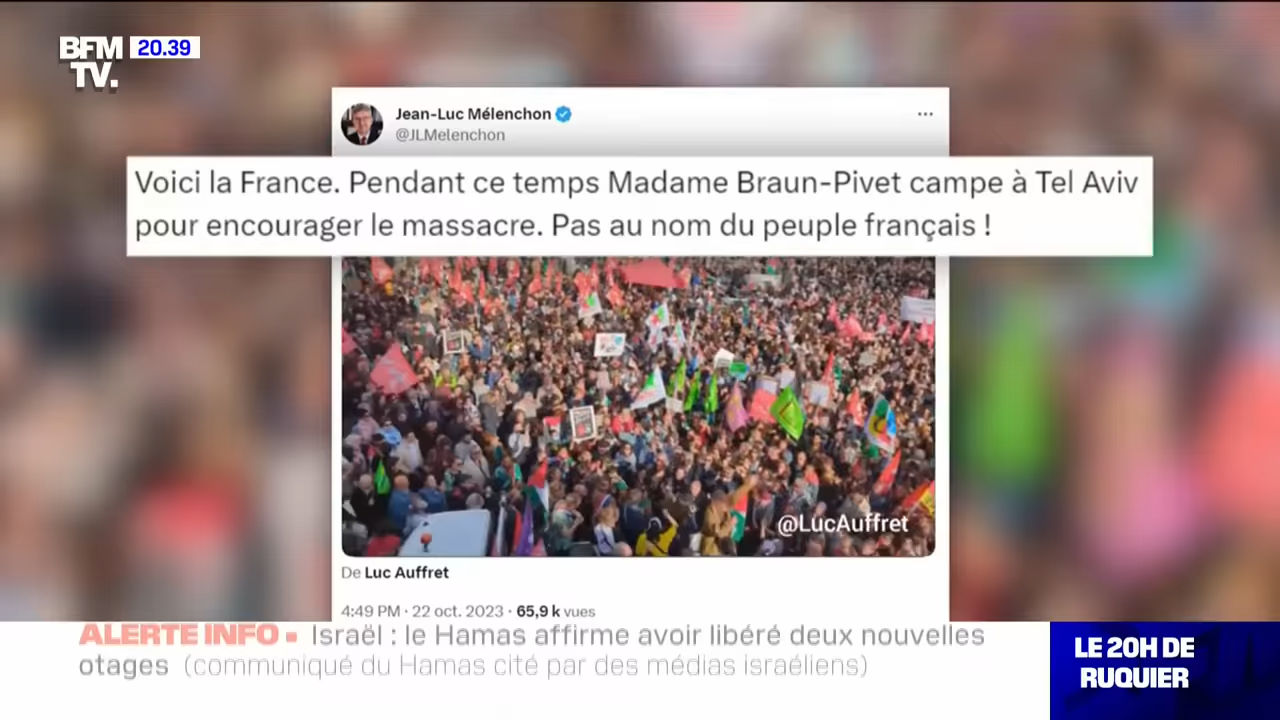 BFM
TV.
20.39
Jean-Luc Mélenchon
@JLMelenchon
Voici la France. Pendant ce temps Madame Braun-Pivet campe à Tel Aviv
pour encourager le massacre. Pas au nom du peuple français !
@LucAuffret
De Luc Auffret
4:49 PM · 22 oct. 2023 · 65,9 k vues
ALERTE INFO ▪ Israël : le Hamas affirme avoir libéré deux nouvelles
otages (communiqué du Hamas cité par des médias israéliens)
LE 20H DE
RUQUIER